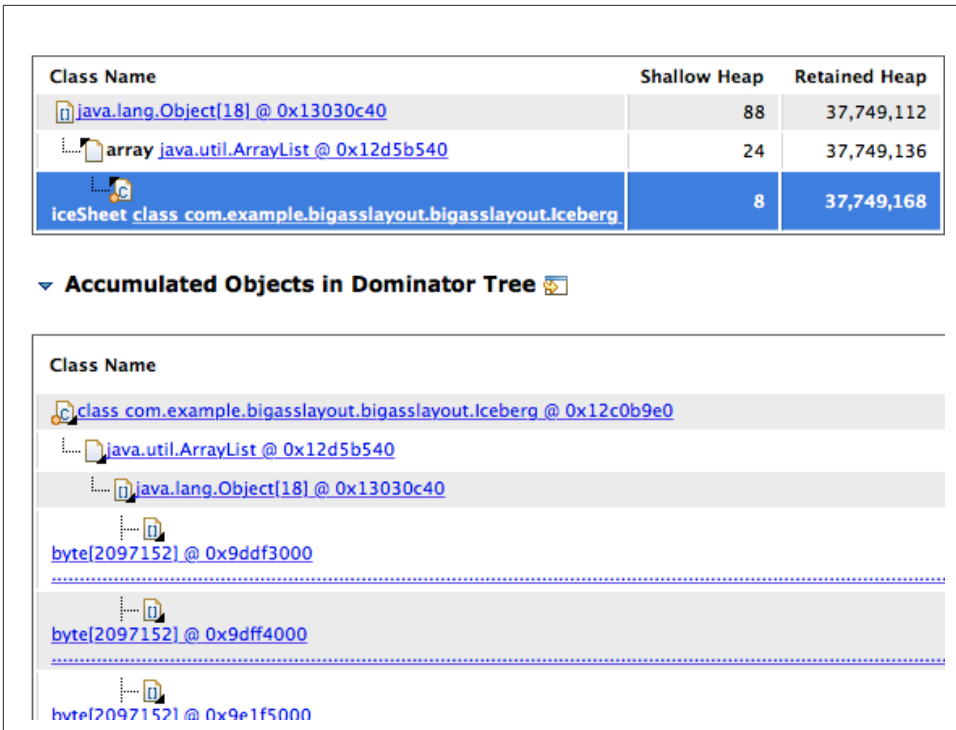 Class Name Shallow Heap Retained Heap
java.lang.Object[18] @ 0x13030c40 88 37,749,112
array java.util.ArrayList @ 0x12d5b540 24 37,749,136
iceSheet class com.example.bigasslayout.bigasslayout.Iceberg 8 37,749,168
Accumulated Objects in Dominator Tree
Class Name
class com.example.bigasslayout.bigasslayout.Iceberg @ 0x12c0b9e0
java.util.ArrayList @ 0x12d5b540
java.lang.Object[18] @ 0x13030c40
byte[2097152] @ 0x9ddf3000
byte[2097152] @ 0x9dff4000
byte[2097152] @ 0x9e1f5000